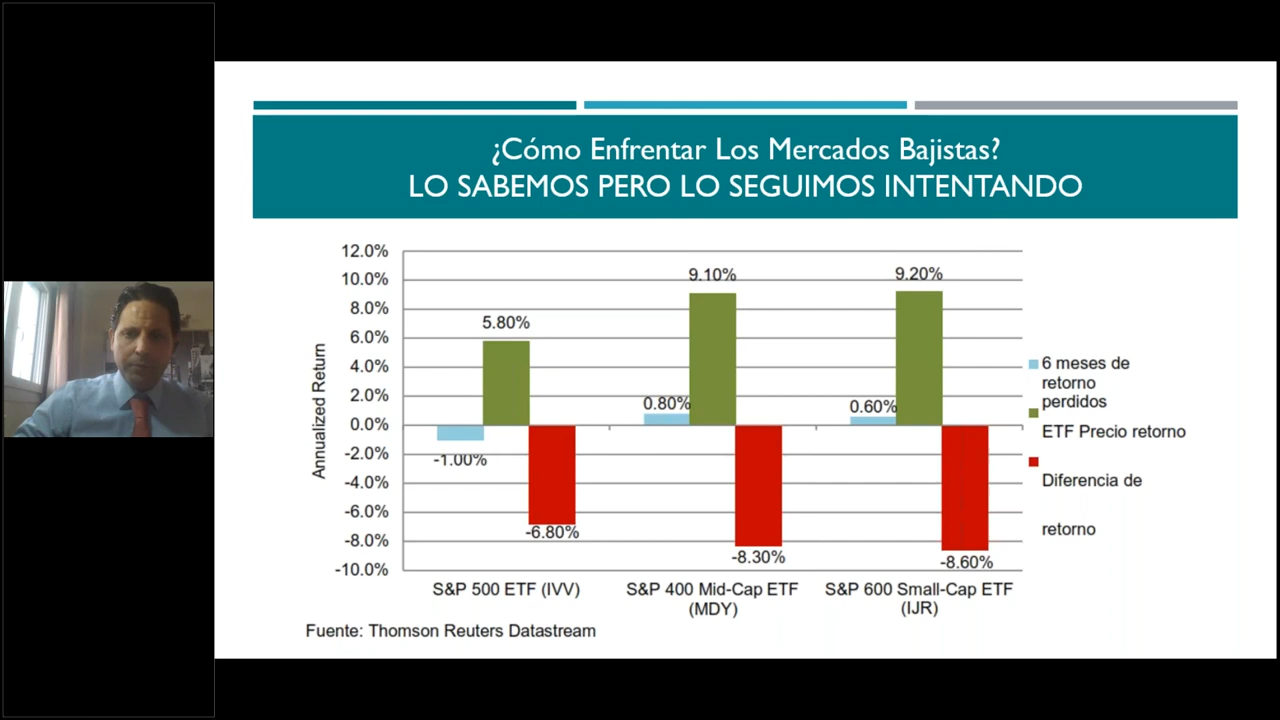 ¿Cómo Enfrentar Los Mercados Bajistas?
LO SABEMOS PERO LO SEGUIMOS INTENTANDO
12.0%
10.0%
8.0%
6.0%
4.0%
2.0%
0.0%
-2.0%
-4.0%
-6.0%
-8.0%
-10.0%
Annualized Return
-1.00%
5.80%
-6.80%
0.80%
9.10%
-8.30%
0.60%
9.20%
-8.60%
S&P 500 ETF (IVV)
S&P 400 Mid-Cap ETF
(MDY)
S&P 600 Small-Cap ETF
(IJR)
6 meses de
retorno
perdidos
ETF Precio retorno
Diferencia de
retorno
Fuente: Thomson Reuters Datastream